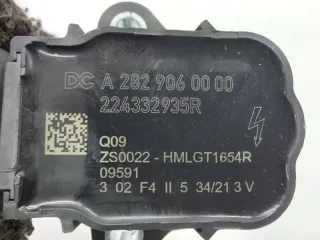 DC A 282 906 00 00
224332935R
Q09
ZS0022 - HMLGT1654R
09591
3 02 F4 II 5 34/21 3 V